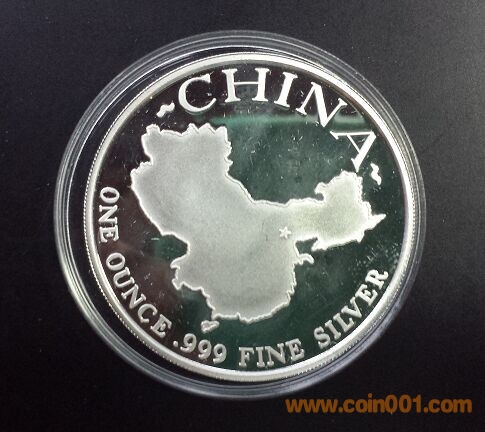 ~CHINA~
ONE OUNCE .999 FINE SILVER
www.coin001.com